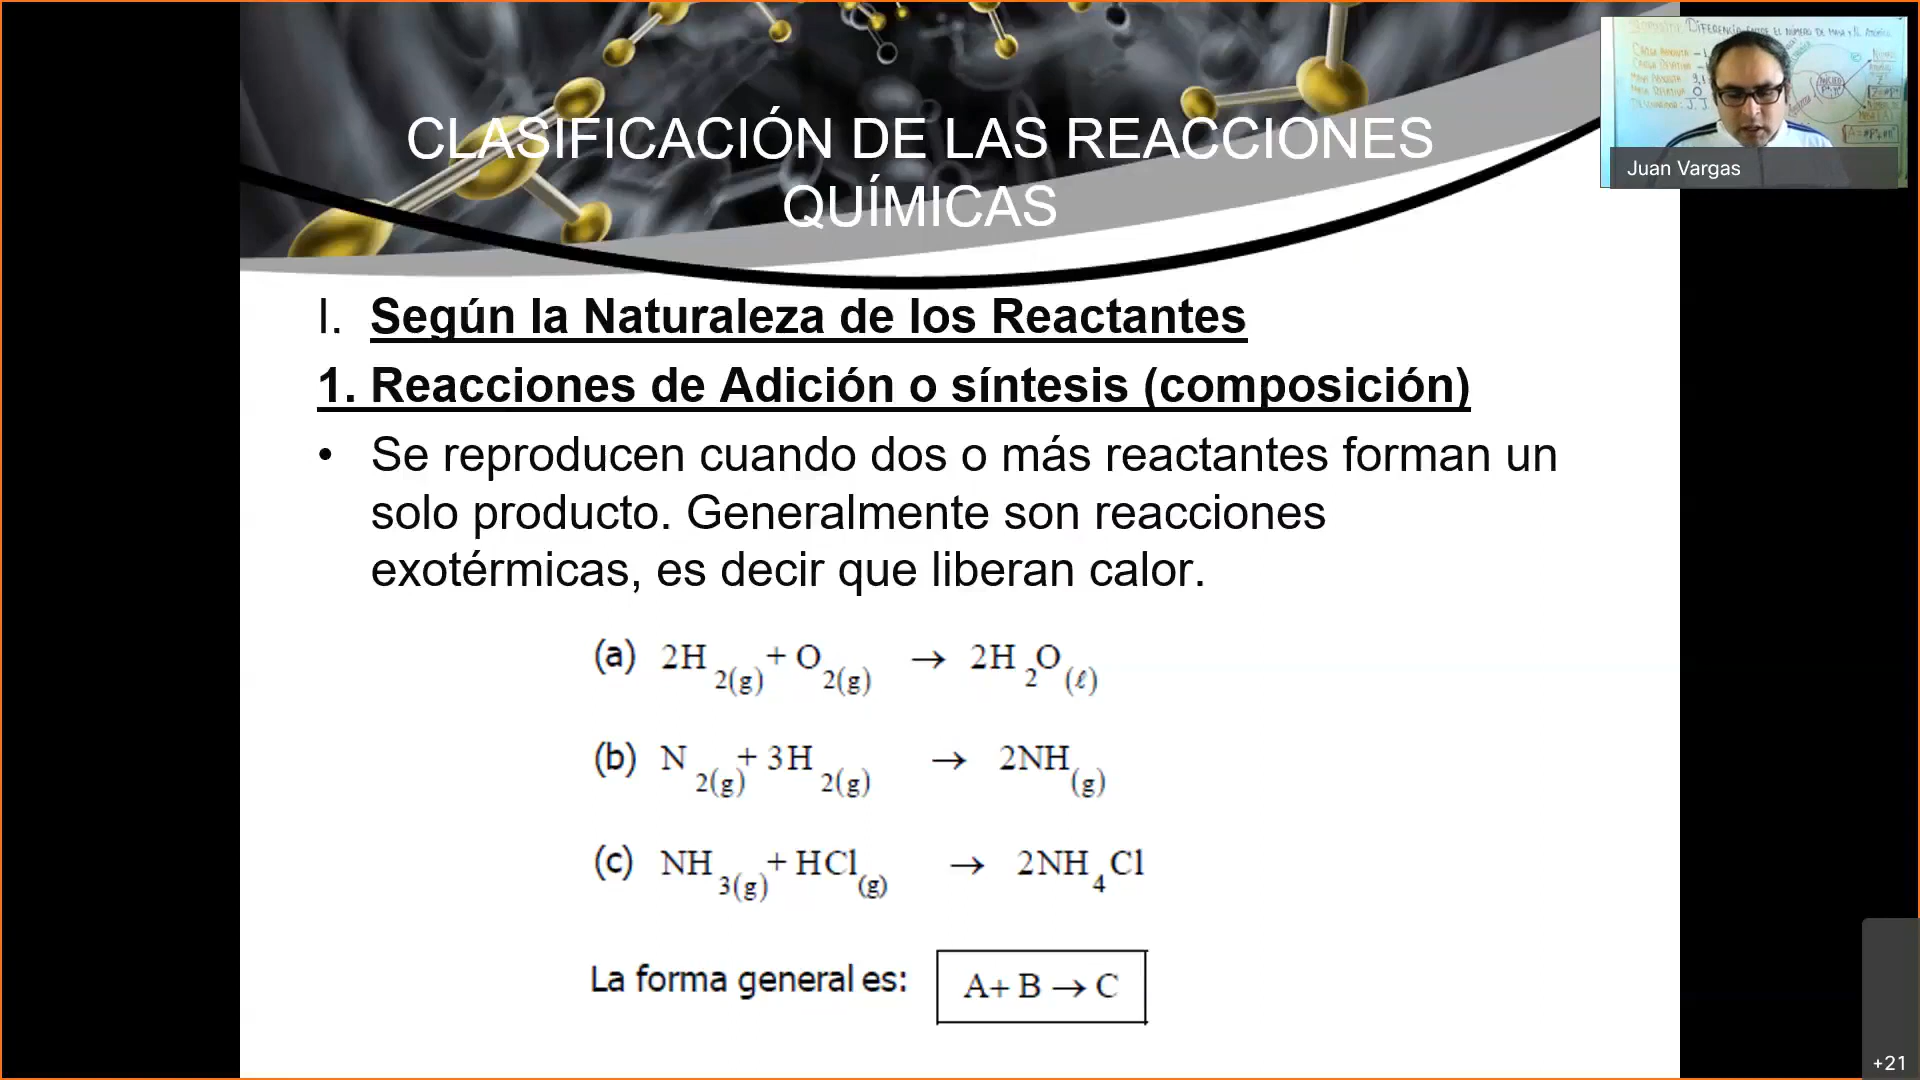 CLASIFICACIÓN DE LAS REACCIONES
QUÍMICAS
Juan Vargas
I. Según la Naturaleza de los Reactantes
1. Reacciones de Adición o síntesis (composición)
• Se reproducen cuando dos o más reactantes forman un
solo producto. Generalmente son reacciones
exotérmicas, es decir que liberan calor.
(a) 2H₂(g) + O₂(g) → 2H₂O(ℓ)
(b) N₂(g) + 3H₂(g) → 2NH(g)
(c) NH₃(g) + HCl(g) → 2NH₄Cl
La forma general es: A + B → C
+21